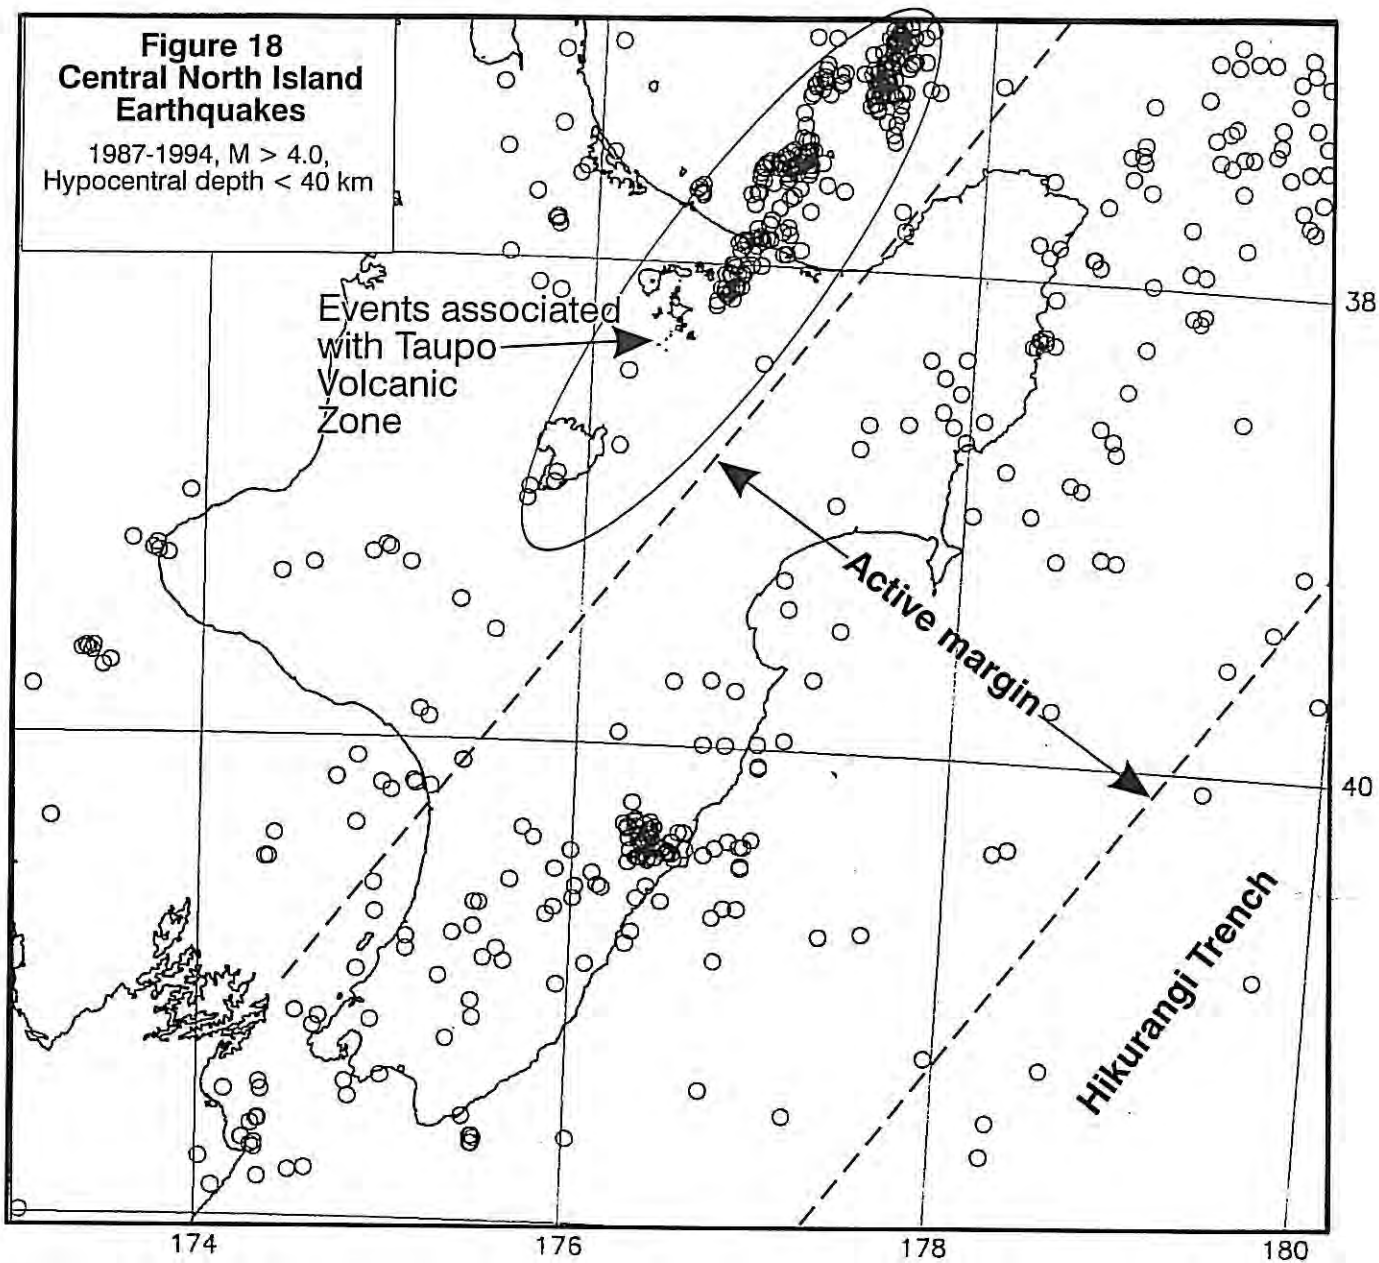 Figure 18
Central North Island
Earthquakes
1987-1994, M > 4.0,
Hypocentral depth < 40 km
38
Events associated
with Taupo
Volcanic
Zone
Active margin
40
Hikurangi Trench
174
176
178
180